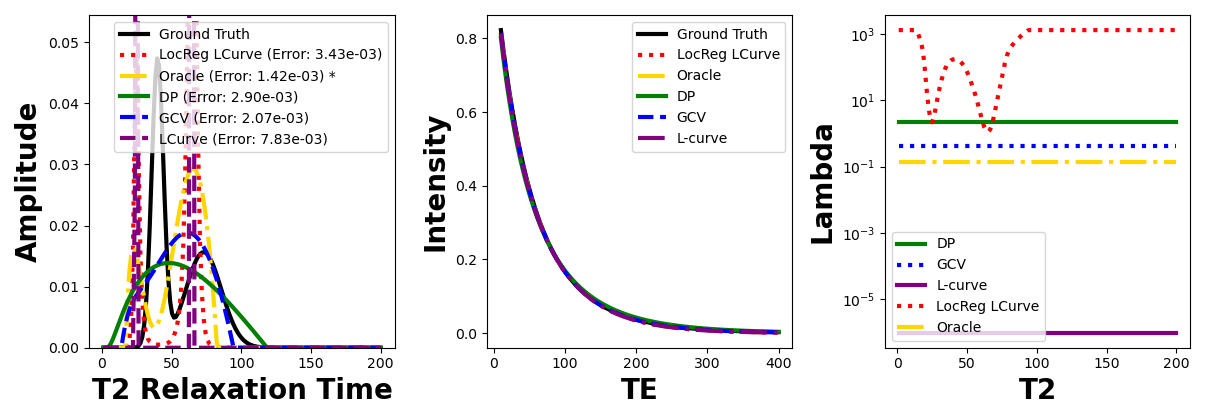 Amplitude
0.05
0.04
0.03
0.02
0.01
0.00
Ground Truth
LocReg LCurve (Error: 3.43e-03)
Oracle (Error: 1.42e-03) *
DP (Error: 2.90e-03)
GCV (Error: 2.07e-03)
LCurve (Error: 7.83e-03)
0 50 100 150 200
T2 Relaxation Time
Intensity
0.8
0.6
0.4
0.2
0.0
Ground Truth
LocReg LCurve
Oracle
DP
GCV
L-curve
0 100 200 300 400
TE
Lambda
10³
10¹
10⁻¹
10⁻³
10⁻⁵
DP
GCV
L-curve
LocReg LCurve
Oracle
0 50 100 150 200
T2